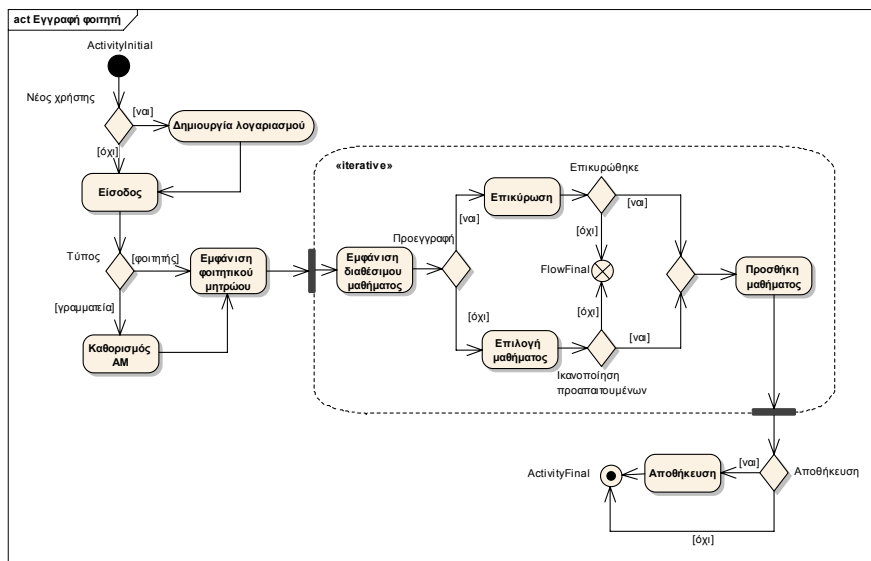 act Εγγραφή φοιτητή
ActivityInitial
Νέος χρήστης
[ναι]
Δημιουργία λογαριασμού
[όχι]
Είσοδος
Τύπος
[φοιτητής]
Εμφάνιση
φοιτητικού
μητρώου
[γραμματεία]
Καθορισμός
ΑΜ
«iterative»
Εμφάνιση
διαθέσιμου
μαθήματος
Προεγγραφή
[ναι]
Επικύρωση
Επικυρώθηκε
[ναι]
[όχι]
FlowFinal
[όχι]
[όχι]
Επιλογή
μαθήματος
[ναι]
Ικανοποίηση
προαπαιτουμένων
Προσθήκη
μαθήματος
ActivityFinal
Αποθήκευση
[ναι]
Αποθήκευση
[όχι]